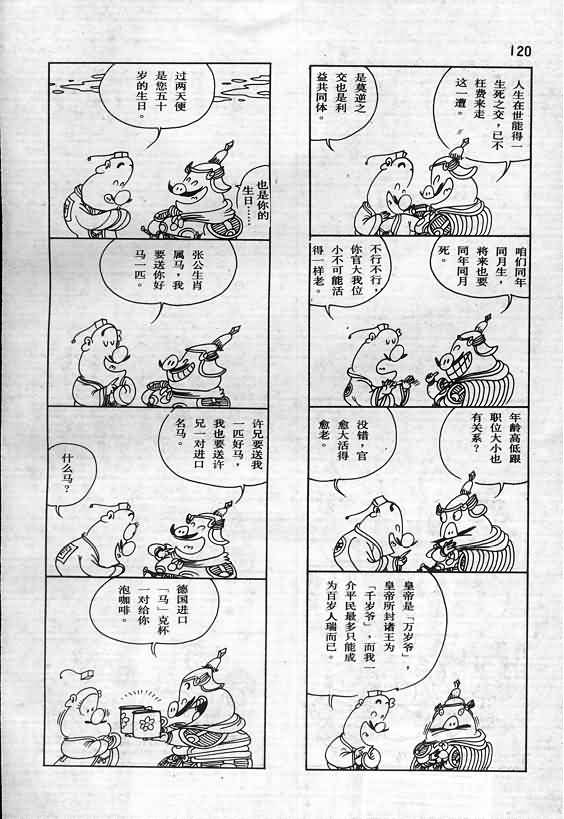 120
人生在世能得一
生死之交，已不
枉费来走
这一遭。
是莫逆之
交也是利
益共同体。
咱们同年
同月生，
将来也要
同年同月
死。
不行不行，
你官大我位
小不可能活
得一样老。
年龄高低跟
职位大小也
有关系？
没错，官
愈大活得
愈老。
皇帝是「万岁爷」，
皇帝所封诸王为
「千岁爷」，而我一
介平民最多只能成
为百岁人瑞而已。
过两天便
是您五十
岁的生日。
也是你的
生日……
张公生肖
属马，我
要送你好
马一匹。
许兄要送我
一匹好马，
我也要送许
兄一对进口
名马。
什么马？
德国进口
「马」克杯
一对给你
泡咖啡。